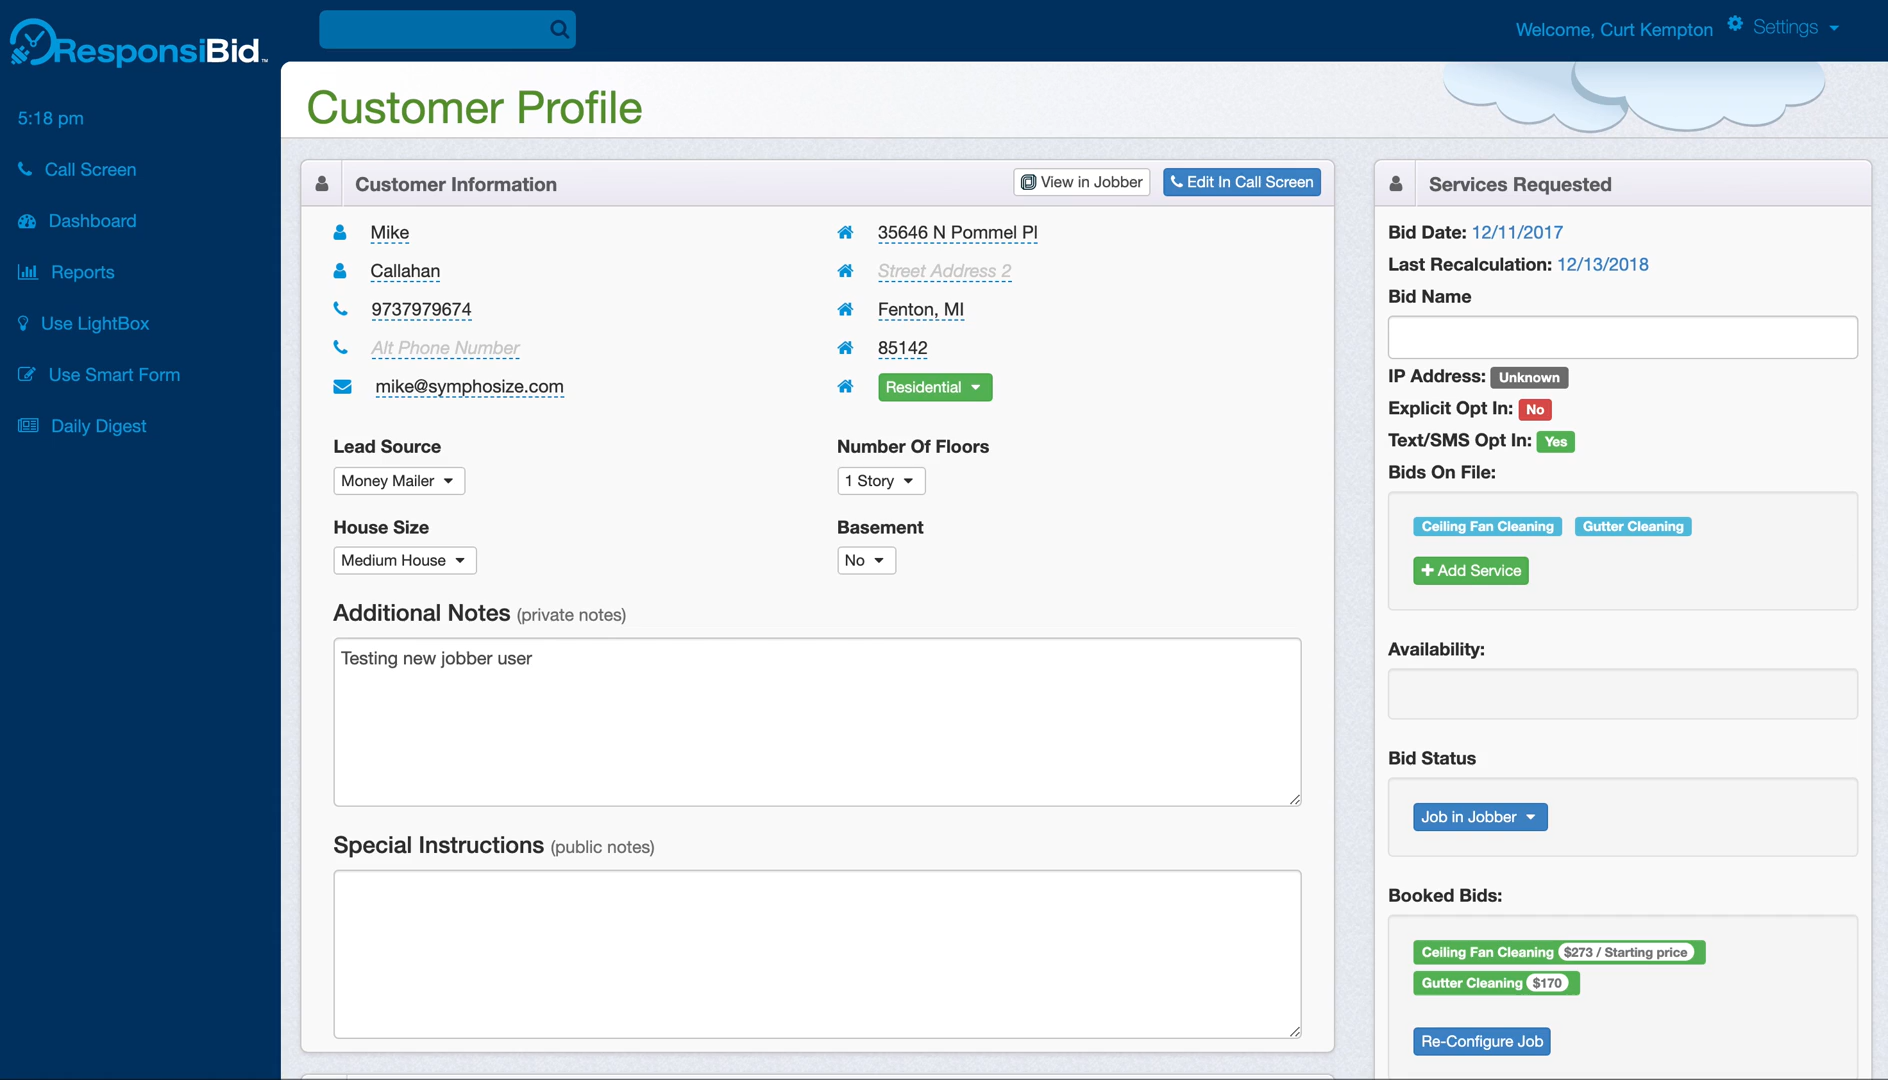 ResponsiBid™
Welcome, Curt Kempton Settings
5:18 pm
Call Screen
Dashboard
Reports
Use LightBox
Use Smart Form
Daily Digest
Customer Profile
Customer Information
View in Jobber
Edit In Call Screen
Mike
35646 N Pommel Pl
Callahan
Street Address 2
9737979674
Fenton, MI
Alt Phone Number
85142
mike@symphosize.com
Residential
Lead Source
Number Of Floors
Money Mailer
1 Story
House Size
Basement
Medium House
No
Additional Notes (private notes)
Testing new jobber user
Special Instructions (public notes)
Services Requested
Bid Date: 12/11/2017
Last Recalculation: 12/13/2018
Bid Name
IP Address: Unknown
Explicit Opt In: No
Text/SMS Opt In: Yes
Bids On File:
Ceiling Fan Cleaning Gutter Cleaning
Add Service
Availability:
Bid Status
Job in Jobber
Booked Bids:
Ceiling Fan Cleaning $273 / Starting price
Gutter Cleaning $170
Re-Configure Job